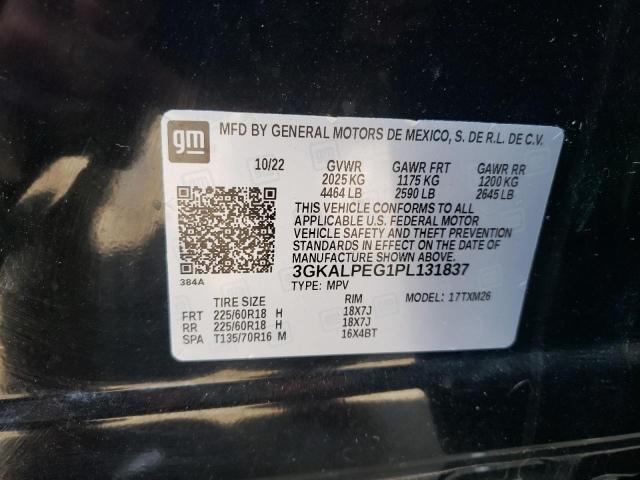 gm MFD BY GENERAL MOTORS DE MEXICO, S. DE R.L. DE C.V.
10/22 GVWR GAWR FRT GAWR RR
2025 KG 1175 KG 1200 KG
4464 LB 2590 LB 2645 LB
THIS VEHICLE CONFORMS TO ALL
APPLICABLE U.S. FEDERAL MOTOR
VEHICLE SAFETY AND THEFT PREVENTION
STANDARDS IN EFFECT ON THE DATE OF
MANUFACTURE SHOWN ABOVE.
384A 3GKALPEG1PL131837
TYPE: MPV MODEL: 17TXM26
TIRE SIZE RIM
FRT 225/60R18 H 18X7J
RR 225/60R18 H 18X7J
SPA T135/70R16 M 16X4BT